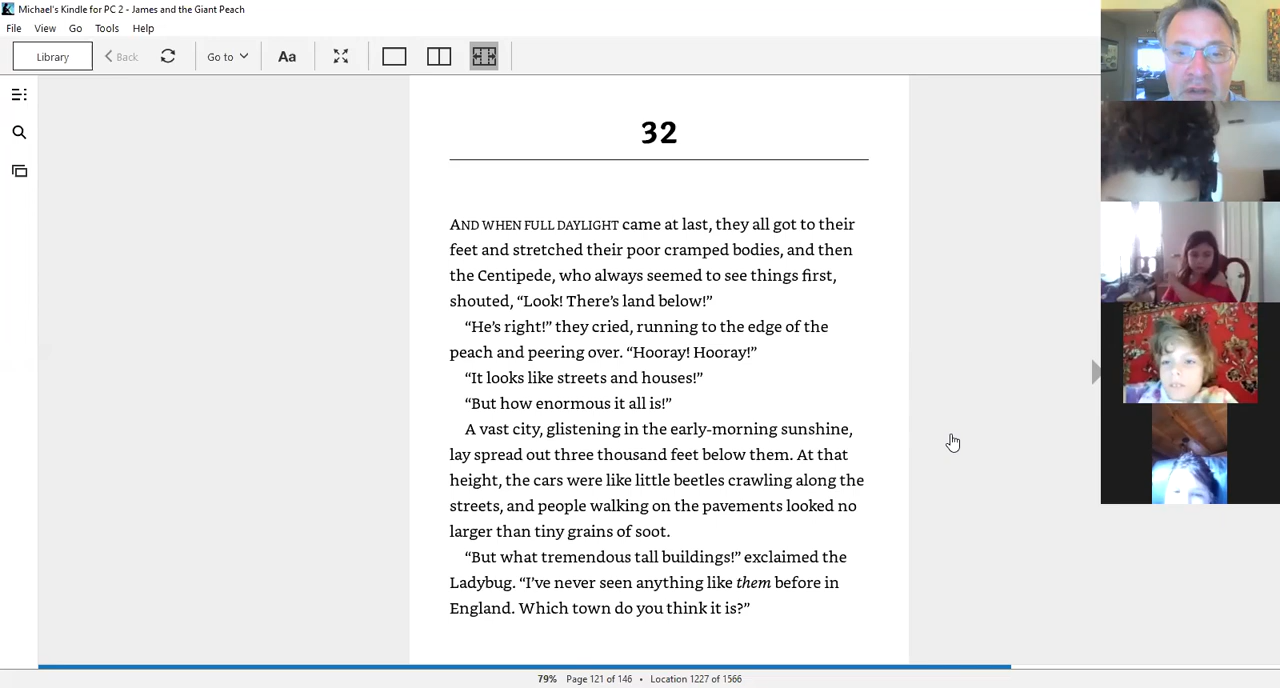 Michael's Kindle for PC 2 - James and the Giant Peach
File View Go Tools Help
Library Back Go to Aa
32
AND WHEN FULL DAYLIGHT came at last, they all got to their
feet and stretched their poor cramped bodies, and then
the Centipede, who always seemed to see things first,
shouted, “Look! There’s land below!”
“He’s right!” they cried, running to the edge of the
peach and peering over. “Hooray! Hooray!”
“It looks like streets and houses!”
“But how enormous it all is!”
A vast city, glistening in the early-morning sunshine,
lay spread out three thousand feet below them. At that
height, the cars were like little beetles crawling along the
streets, and people walking on the pavements looked no
larger than tiny grains of soot.
“But what tremendous tall buildings!” exclaimed the
Ladybug. “I’ve never seen anything like them before in
England. Which town do you think it is?”
79% Page 121 of 146 • Location 1227 of 1566